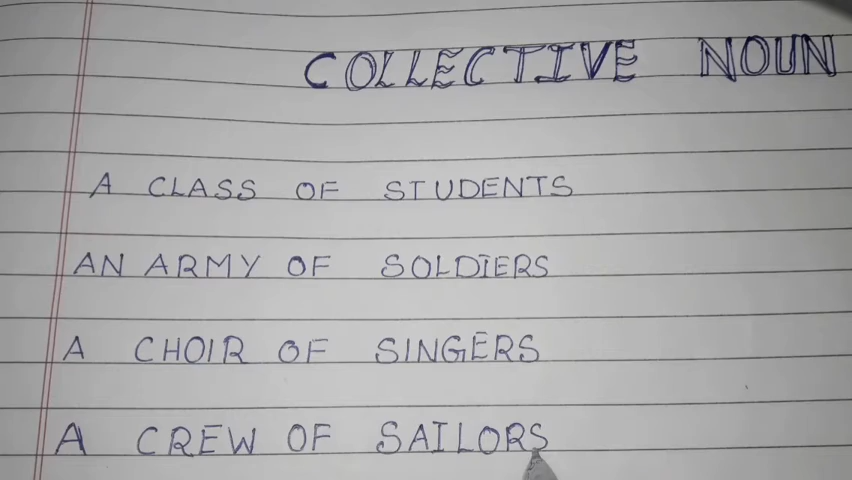 COLLECTIVE NOUN
A CLASS OF STUDENTS
AN ARMY OF SOLDIERS
A CHOIR OF SINGERS
A CREW OF SAILORS